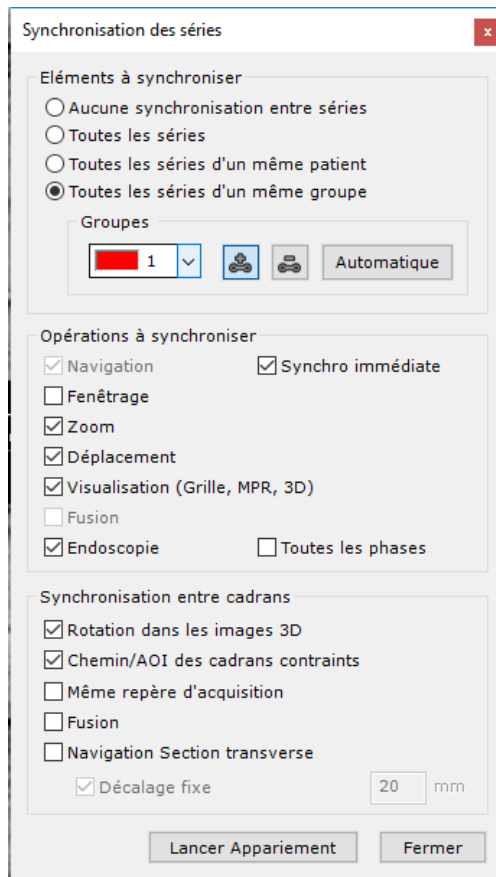 Synchronisation des séries
x
Eléments à synchroniser
Aucune synchronisation entre séries
Toutes les séries
Toutes les séries d'un même patient
Toutes les séries d'un même groupe
Groupes
1 Automatique
Opérations à synchroniser
Navigation Synchro immédiate
Fenêtrage
Zoom
Déplacement
Visualisation (Grille, MPR, 3D)
Fusion
Endoscopie Toutes les phases
Synchronisation entre cadrans
Rotation dans les images 3D
Chemin/AOI des cadrans contraints
Même repère d'acquisition
Fusion
Navigation Section transverse
Décalage fixe 20 mm
Lancer Appariement Fermer